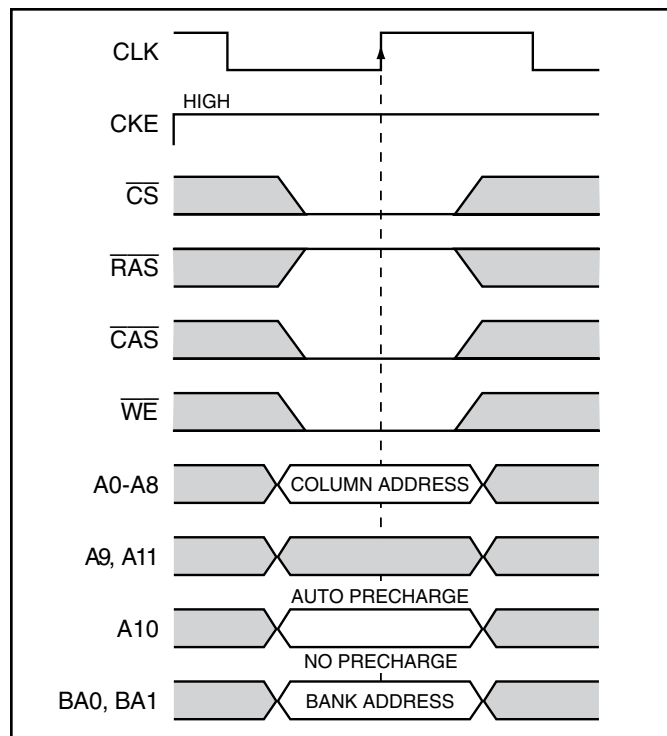 CLK
HIGH
CKE
CS
RAS
CAS
WE
A0-A8 COLUMN ADDRESS
A9, A11
AUTO PRECHARGE
A10
NO PRECHARGE
BA0, BA1 BANK ADDRESS